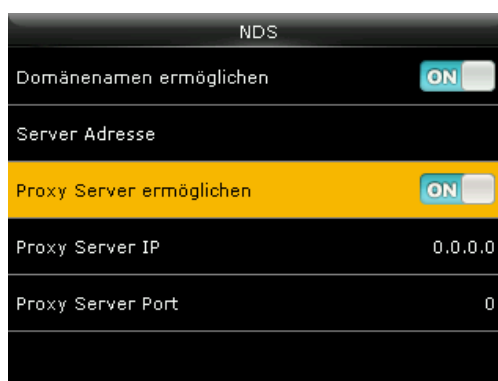 NDS
Domänenamen ermöglichen ON
Server Adresse
Proxy Server ermöglichen ON
Proxy Server IP 0.0.0.0
Proxy Server Port 0